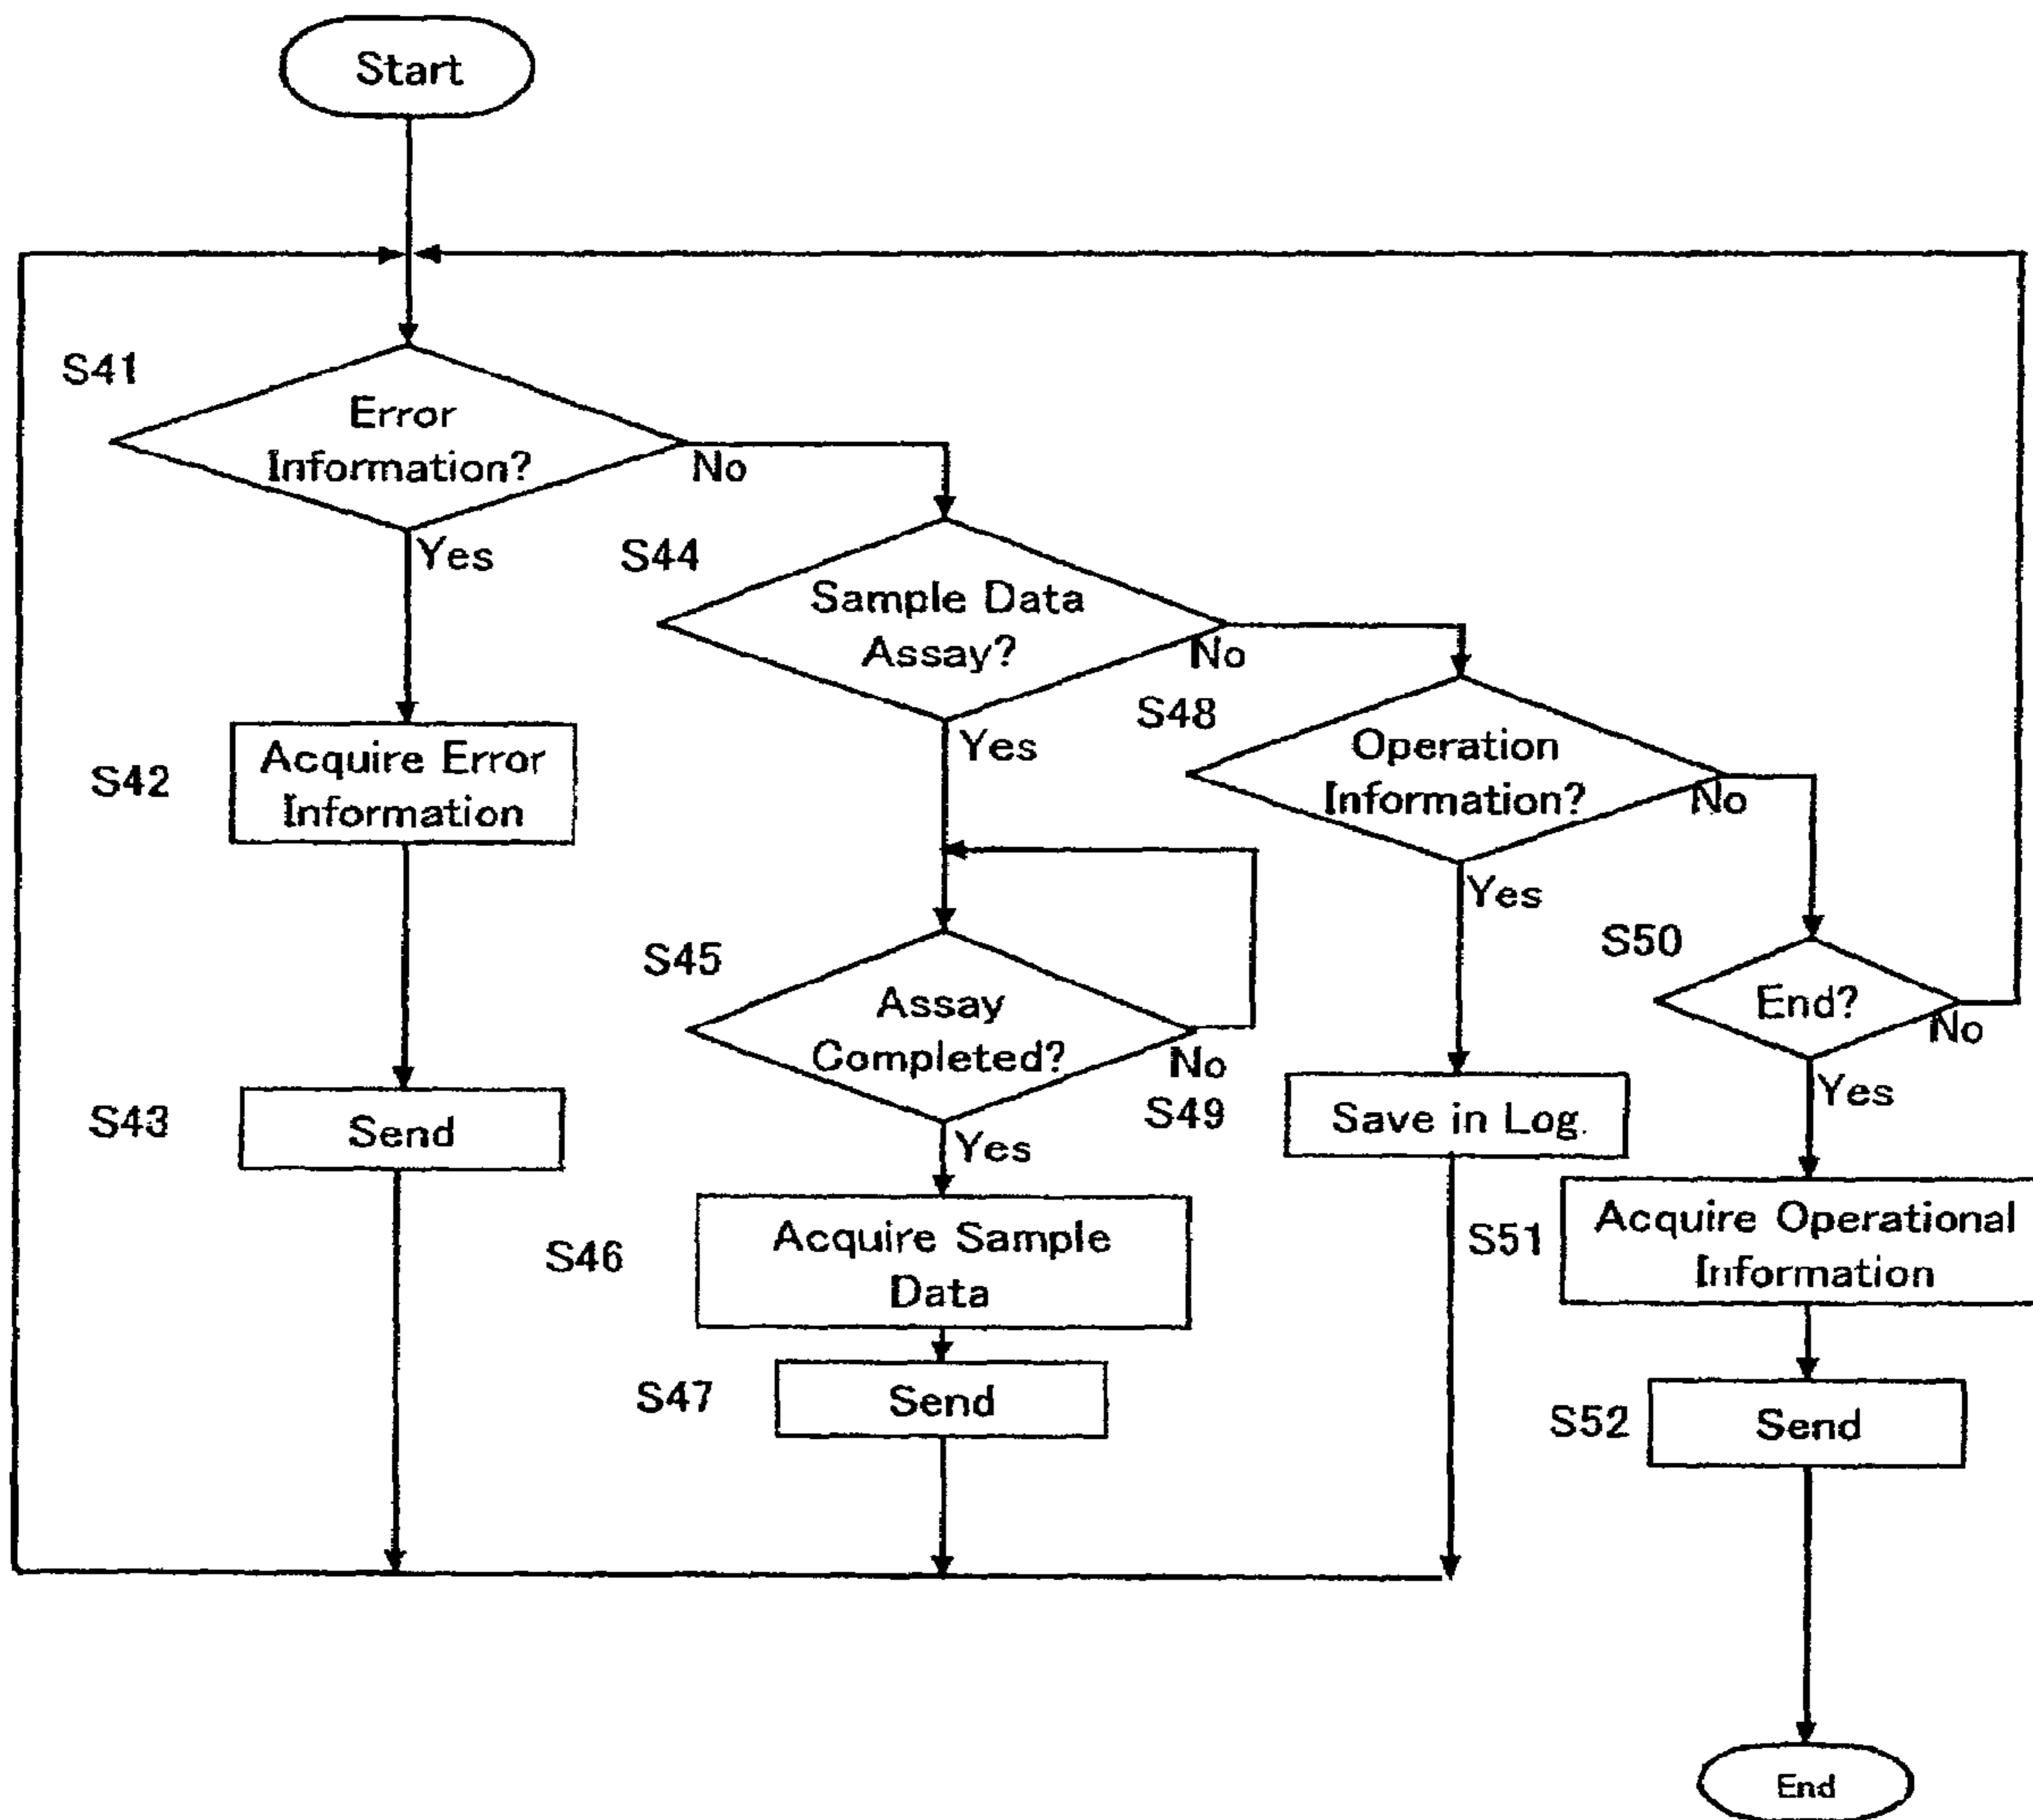 Start
S41
Error
Information?
No
Yes
S44
Sample Data
Assay?
No
Yes
S42
Acquire Error
Information
S48
Operation
Information?
No
Yes
S45
Assay
Completed?
No
Yes
S50
End?
No
Yes
S43
Send
S49
Save in Log.
S46
Acquire Sample
Data
S51
Acquire Operational
Information
S47
Send
S52
Send
End